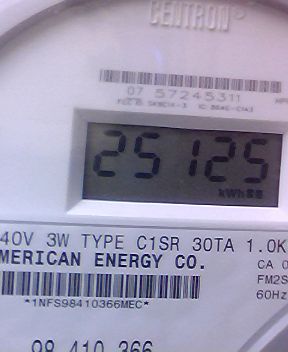 CENTRON®
07 57245311
25125
kWh
40V 3W TYPE C1SR 30TA 1.0K
MERICAN ENERGY CO.
CA 0
FM2S
60Hz
*1NFS98410366MEC*
98 410 366